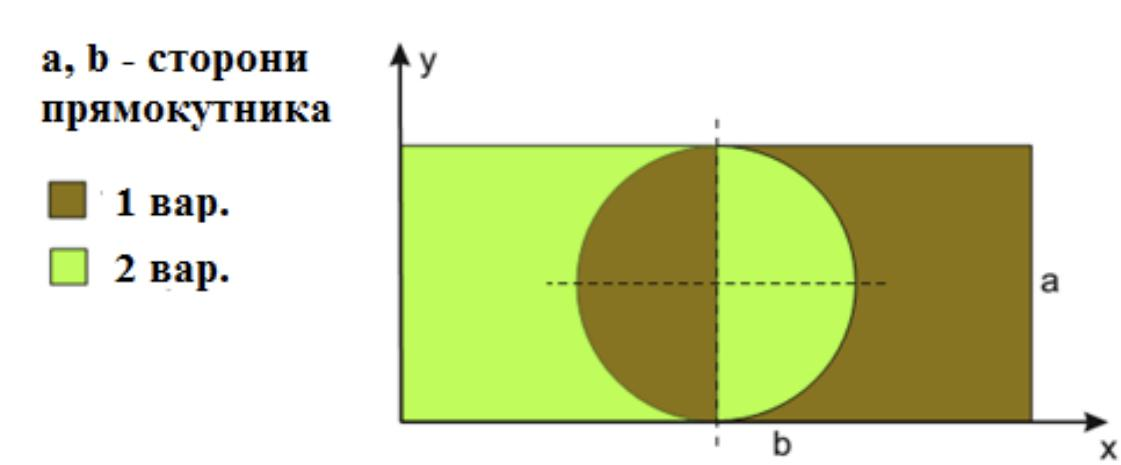 a, b - сторони
прямокутника
1 вар.
2 вар.
y
a
b
x